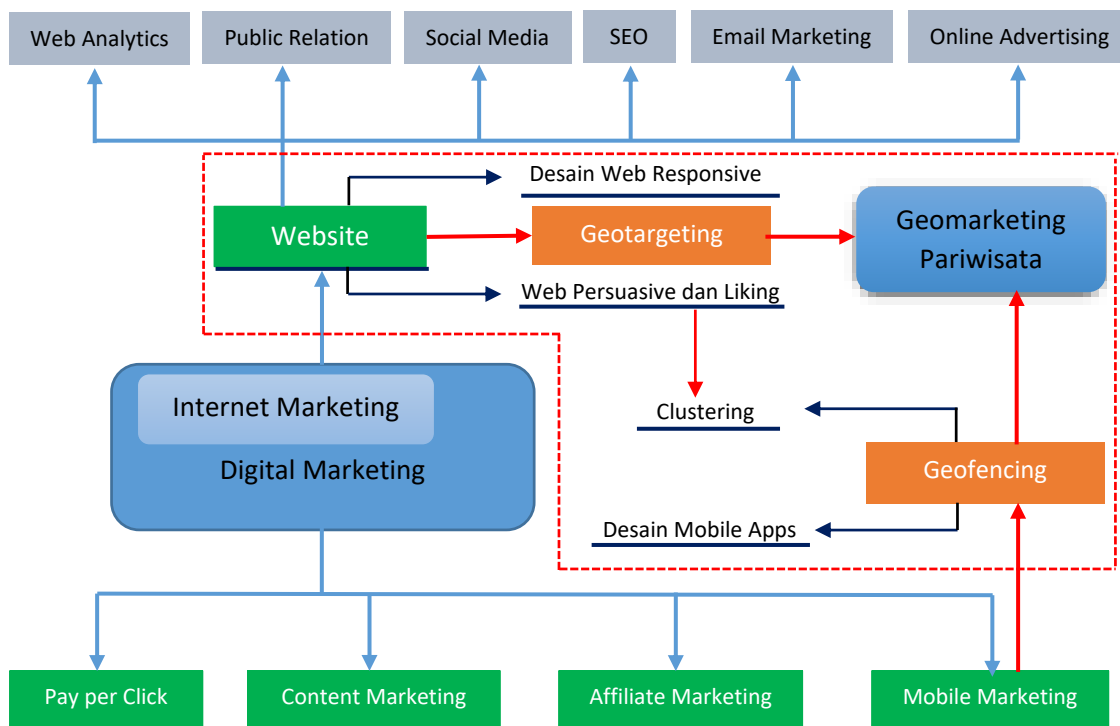 Web Analytics
Public Relation
Social Media
SEO
Email Marketing
Online Advertising
Desain Web Responsive
Website
Geotargeting
Geomarketing
Pariwisata
Web Persuasive dan Liking
Internet Marketing
Digital Marketing
Clustering
Geofencing
Desain Mobile Apps
Pay per Click
Content Marketing
Affiliate Marketing
Mobile Marketing